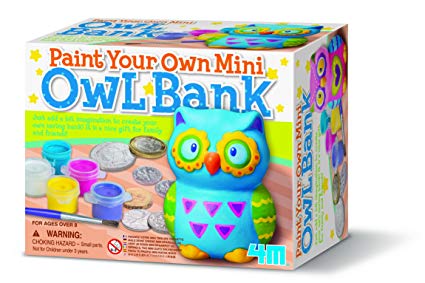 Paint Your Own Mini
OWL BANK
Just add a bit imagination to create your
own saving bank! It is a nice gift for family
and friends!
FOR AGES OVER 8
WARNING:
CHOKING HAZARD – Small parts.
Not for Children under 3 years.
4M
Paint Your Own Mini
OWL BANK